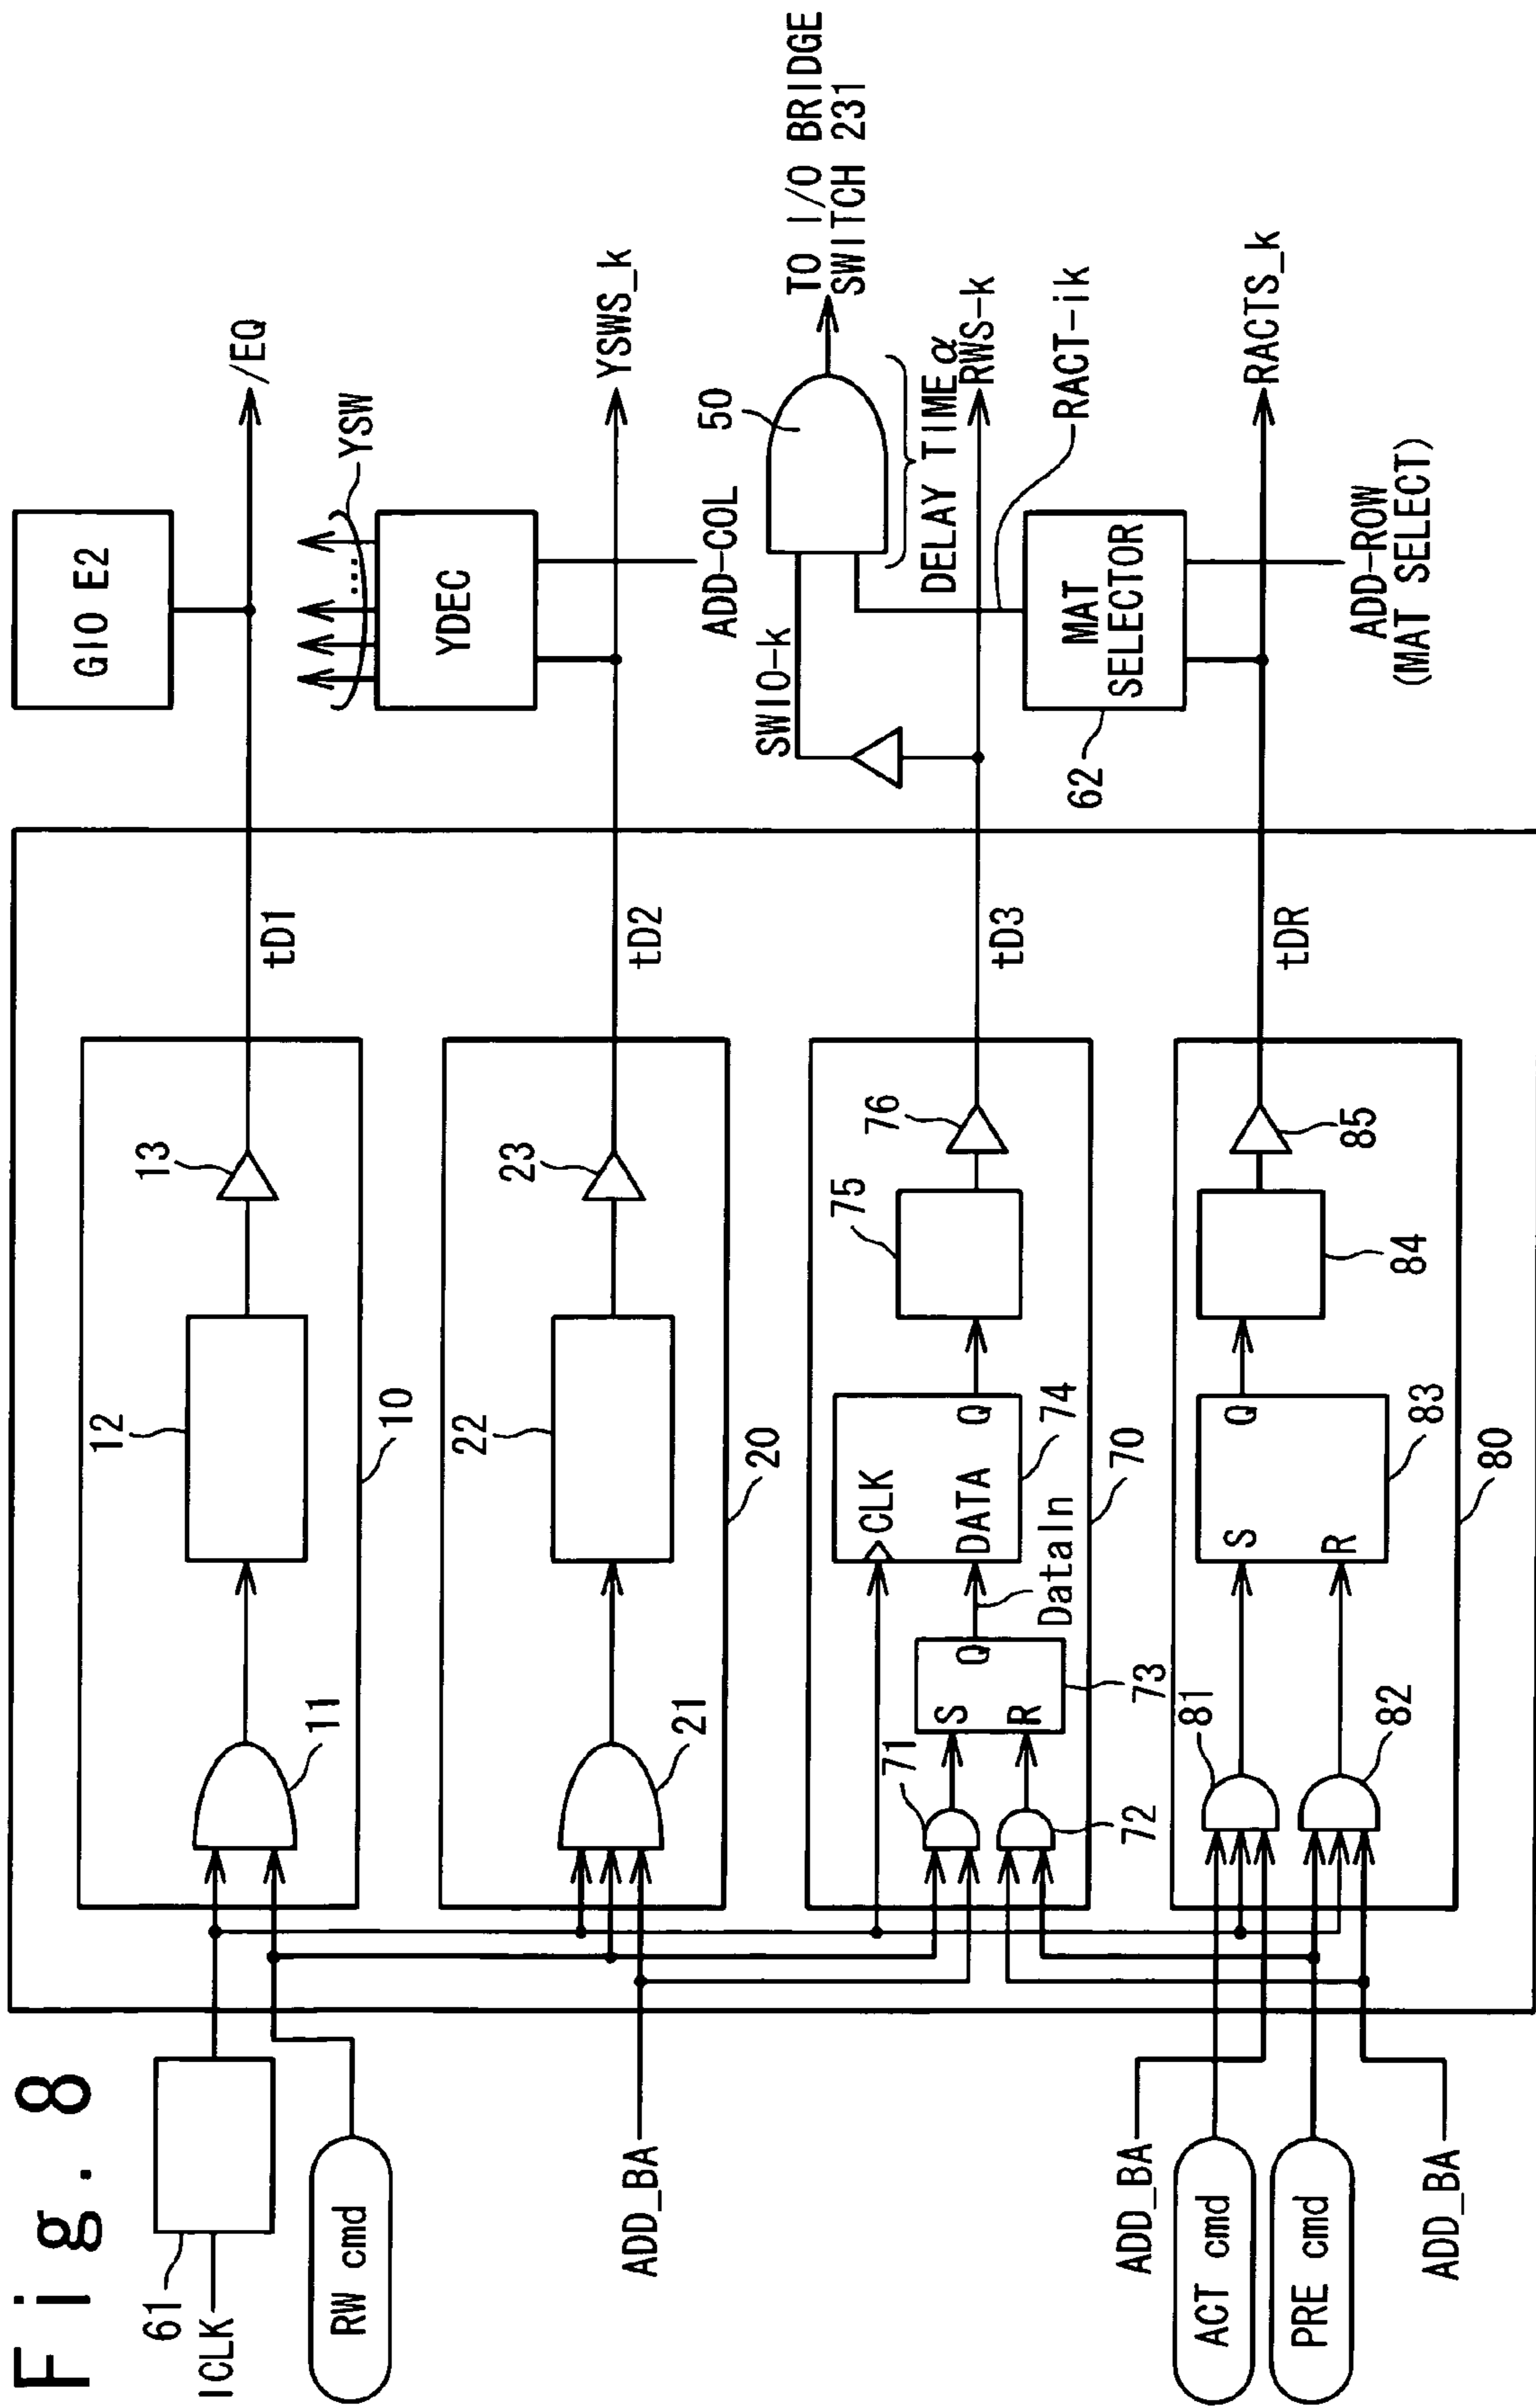 Fig. 8
61
ICLK
RW cmd
ADD_BA
ADD_BA
ACT cmd
PRE cmd
ADD_BA
11
12
13
10
tD1
GIO E2
/EQ
21
22
23
20
tD2
YSW
YDEC
ADD-COL
YSWS_k
71
72
S
R
Q
73
DataIn
CLK
DATA
Q
74
75
76
70
tD3
SWIO-k
50
TO I/O BRIDGE
SWITCH 231
DELAY TIME α
RWS-k
RACT-ik
81
82
S
R
Q
83
84
85
80
tDR
MAT
SELECTOR
62
RACTS_k
ADD-ROW
(MAT SELECT)